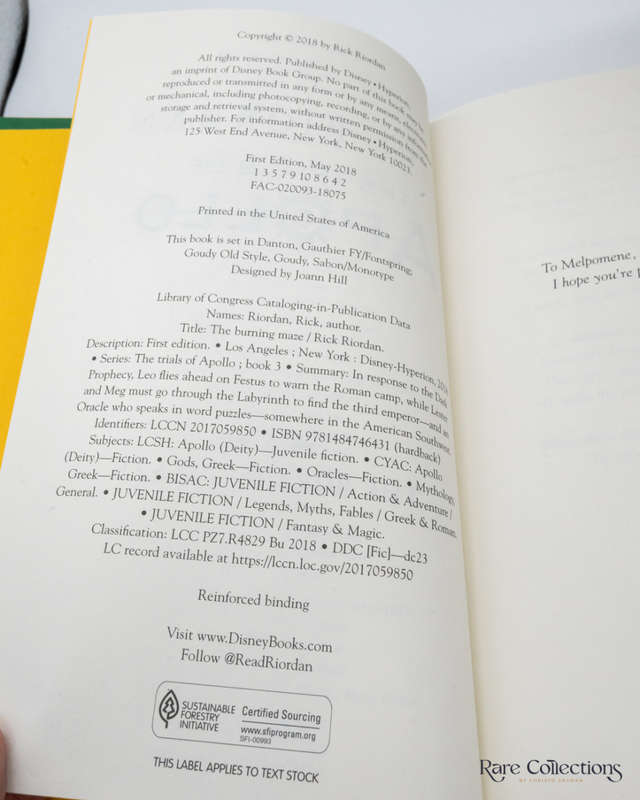 Copyright © 2018 by Rick Riordan
All rights reserved. Published by Disney • Hyperion,
an imprint of Disney Book Group. No part of this book may be
reproduced or transmitted in any form or by any means, electronic
or mechanical, including photocopying, recording, or by any information
storage and retrieval system, without written permission from the
publisher. For information address Disney • Hyperion,
125 West End Avenue, New York, New York 10023.
First Edition, May 2018
1 3 5 7 9 10 8 6 4 2
FAC-020093-18075
Printed in the United States of America
This book is set in Danton, Gauthier FY/Fontspring;
Goudy Old Style, Goudy, Sabon/Monotype
Designed by Joann Hill
Library of Congress Cataloging-in-Publication Data
Names: Riordan, Rick, author.
Title: The burning maze / Rick Riordan.
Description: First edition. • Los Angeles ; New York : Disney-Hyperion, 2018
• Series: The trials of Apollo ; book 3 • Summary: In response to the Dark
Prophecy, Leo flies ahead on Festus to warn the Roman camp, while Lester
and Meg must go through the Labyrinth to find the third emperor—and an
Oracle who speaks in word puzzles—somewhere in the American Southwest.
Identifiers: LCCN 2017059850 • ISBN 9781484746431 (hardback)
Subjects: LCSH: Apollo (Deity)—Juvenile fiction. • CYAC: Apollo
(Deity)—Fiction. • Gods, Greek—Fiction. • Oracles—Fiction. • Mythology,
Greek—Fiction. • BISAC: JUVENILE FICTION / Action & Adventure /
General. • JUVENILE FICTION / Legends, Myths, Fables / Greek & Roman.
• JUVENILE FICTION / Fantasy & Magic.
Classification: LCC PZ7.R4829 Bu 2018 • DDC [Fic]—dc23
LC record available at https://lccn.loc.gov/2017059850
Reinforced binding
Visit www.DisneyBooks.com
Follow @ReadRiordan
SUSTAINABLE
FORESTRY
INITIATIVE
Certified Sourcing
www.sfiprogram.org
SFI-00993
THIS LABEL APPLIES TO TEXT STOCK
To Melpomene,
I hope you're
Rare Collections